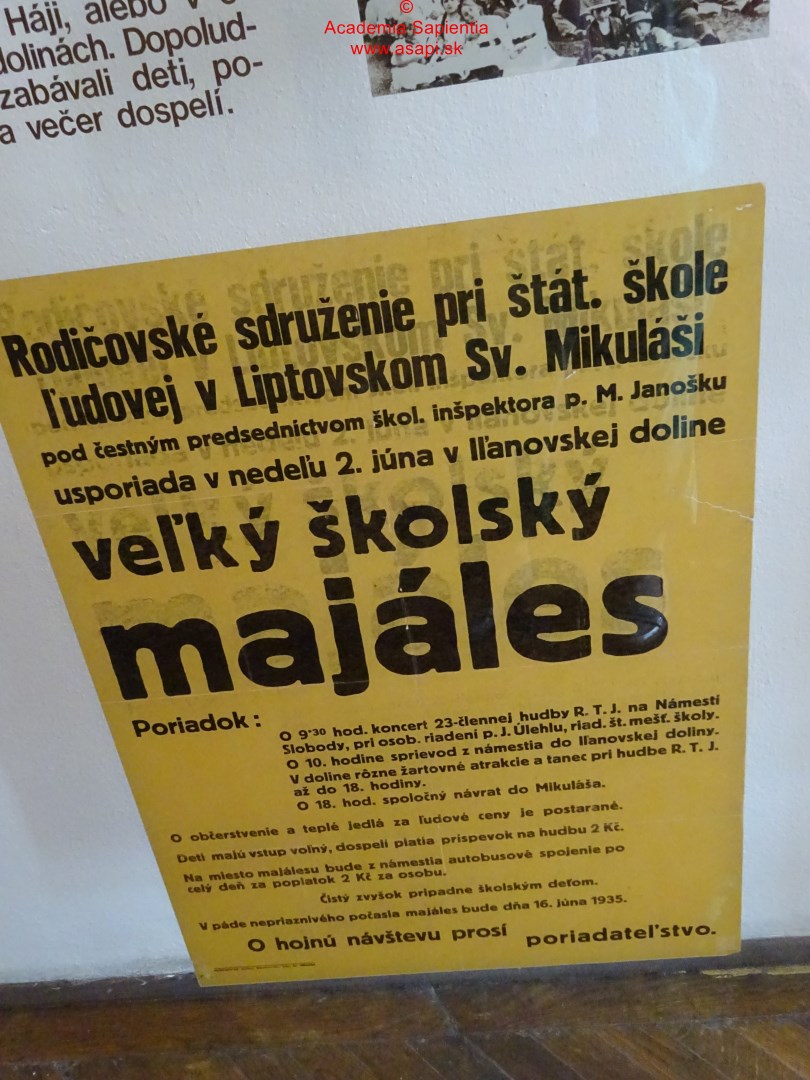 Háji, alebo v
dolinách. Dopolud-
zabávali deti, po-
a večer dospelí.
©
Academia Sapientia
www.asapi.sk
Rodičovské sdruženie pri štát. škole
ľudovej v Liptovskom Sv. Mikuláši
pod čestným predsedníctvom škol. inšpektora p. M. Janošku
usporiada v nedeľu 2. júna v Iľanovskej doline
veľký školský
majáles
Poriadok:
O 9·30 hod. koncert 23-člennej hudby R. T. J. na Námestí
Slobody, pri osob. riadení p. J. Úlehlu, riad. št. mešť. školy.
O 10. hodine sprievod z námestia do Iľanovskej doliny.
V doline rôzne žartovné atrakcie a tanec pri hudbe R. T. J.
až do 18. hodiny.
O 18. hod. spoločný návrat do Mikuláša.
O občerstvenie a teplé jedlá za ľudové ceny je postarané.
Deti majú vstup voľný, dospelí platia príspevok na hudbu 2 Kč.
Na miesto majálesu bude z námestia autobusové spojenie po
celý deň za poplatok 2 Kč za osobu.
Čistý zvyšok pripadne školským deťom.
V páde nepriaznivého počasia majáles bude dňa 16. júna 1935.
O hojnú návštevu prosí poriadateľstvo.